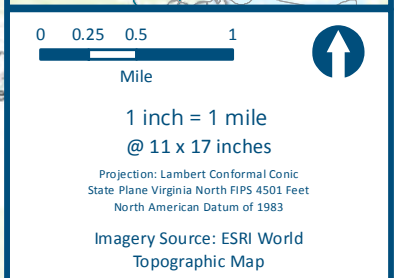 0 0.25 0.5 1
Mile
1 inch = 1 mile
@ 11 x 17 inches
Projection: Lambert Conformal Conic
State Plane Virginia North FIPS 4501 Feet
North American Datum of 1983
Imagery Source: ESRI World
Topographic Map